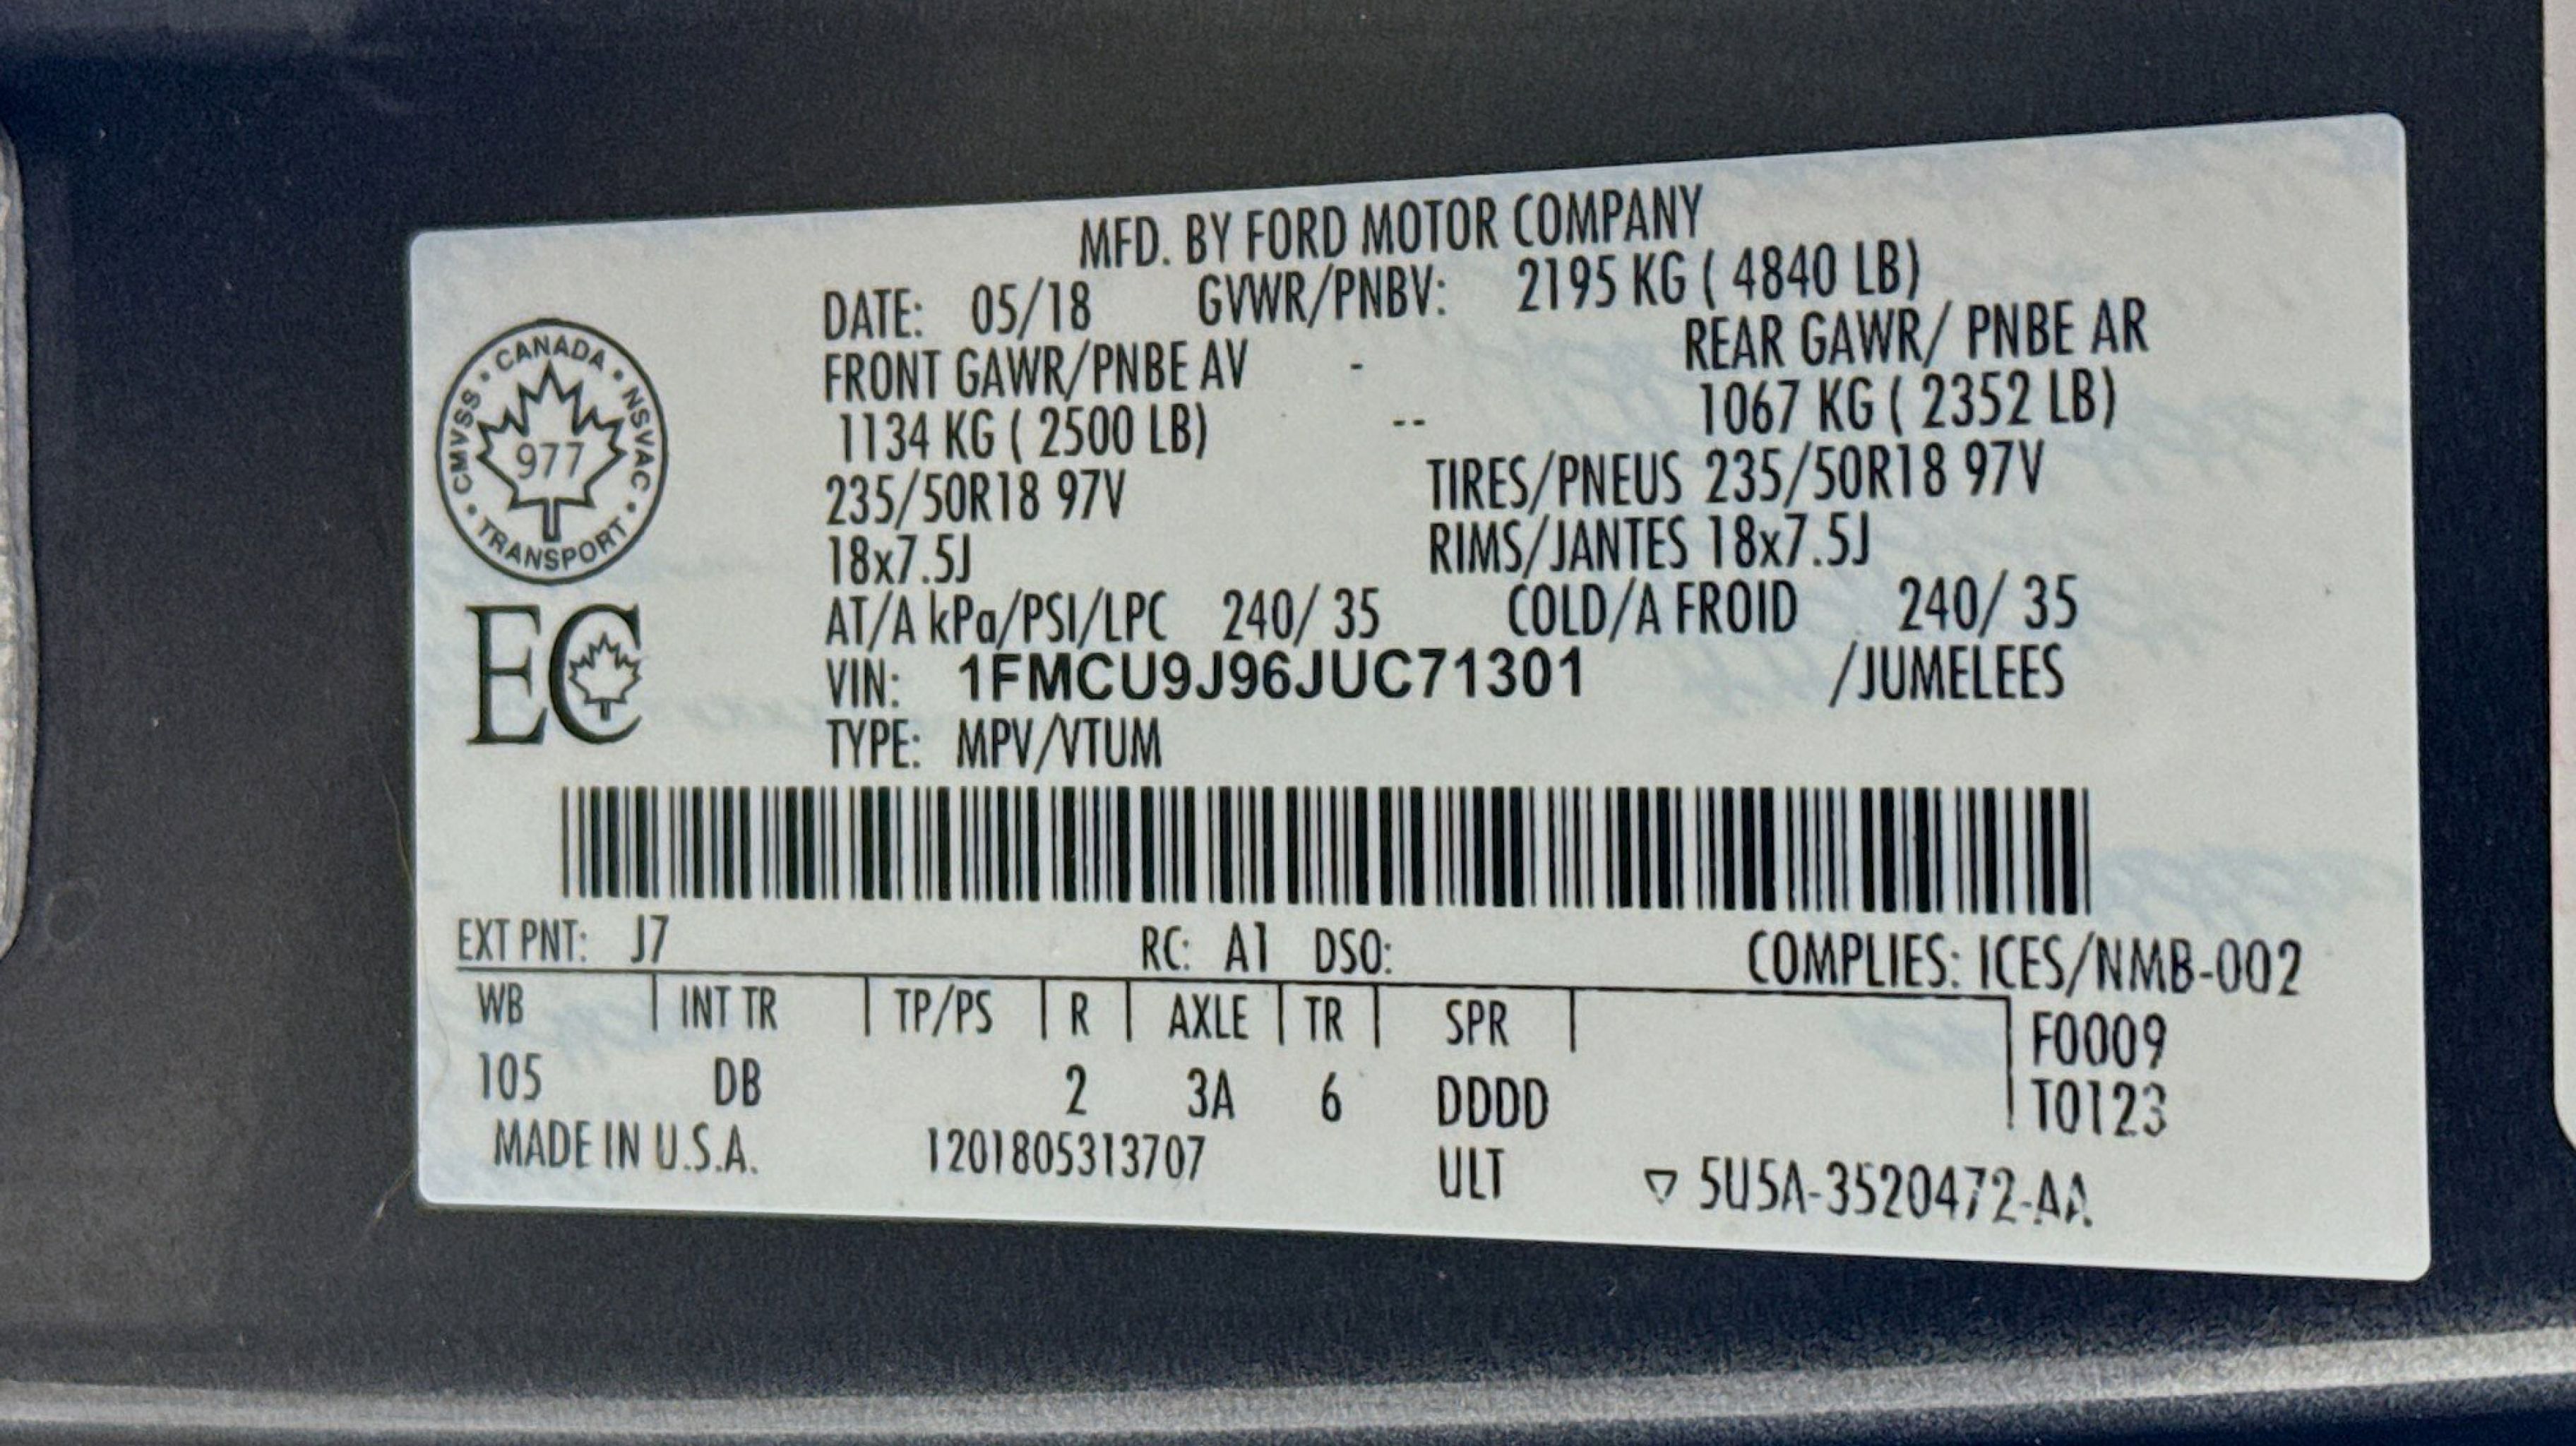 MFD. BY FORD MOTOR COMPANY
DATE: 05/18 GVWR/PNBV: 2195 KG ( 4840 LB)
FRONT GAWR/PNBE AV - REAR GAWR/ PNBE AR
1134 KG ( 2500 LB) -- 1067 KG ( 2352 LB)
235/50R18 97V TIRES/PNEUS 235/50R18 97V
18x7.5J RIMS/JANTES 18x7.5J
AT/A kPa/PSI/LPC 240/ 35 COLD/A FROID 240/ 35
VIN: 1FMCU9J96JUC71301 /JUMELEES
TYPE: MPV/VTUM
CANADA • NSVAC • TRANSPORT • CMVSS •
977
EC
EXT PNT: J7 RC: A1 DSO: COMPLIES: ICES/NMB-002
WB | INT TR | TP/PS | R | AXLE | TR | SPR | F0009
105 DB 2 3A 6 DDDD T0123
MADE IN U.S.A. 1201805313707 ULT ▽ 5U5A-3520472-AA